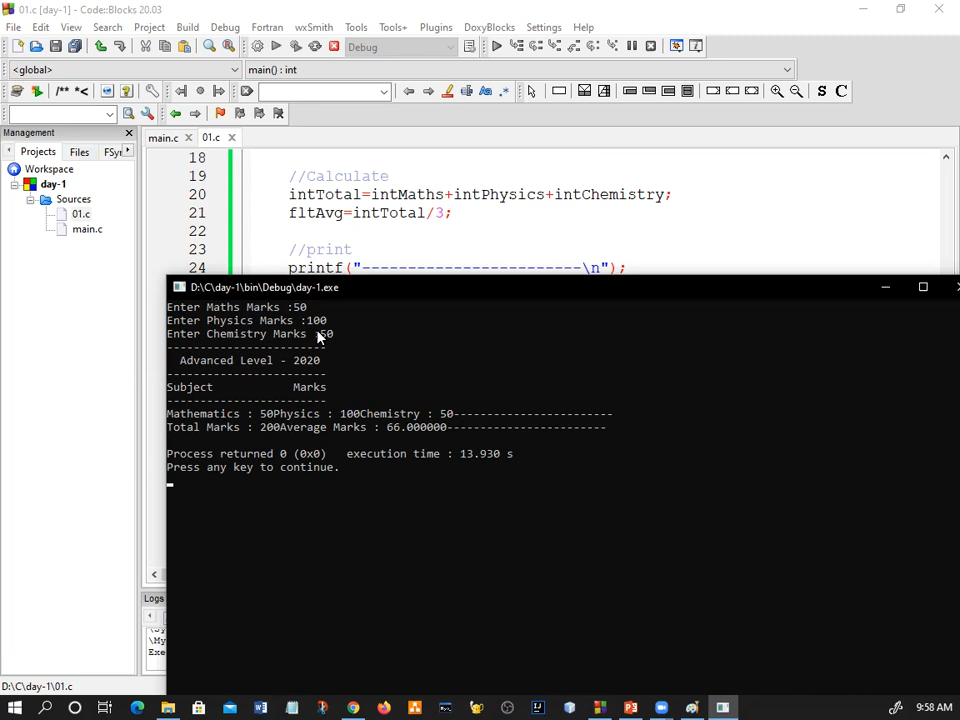 01.c [day-1] - Code::Blocks 20.03
File Edit View Search Project Build Debug Fortran wxSmith Tools Tools+ Plugins DoxyBlocks Settings Help
Debug
<global> main() : int
/** *<
Aa .*
S C
Management
Projects Files FSy
main.c 01.c
Workspace
day-1
Sources
01.c
main.c
18
19 //Calculate
20 intTotal=intMaths+intPhysics+intChemistry;
21 fltAvg=intTotal/3;
22
23 //print
24 printf("------------------------\n");
D:\C\day-1\bin\Debug\day-1.exe
Enter Maths Marks :50
Enter Physics Marks :100
Enter Chemistry Marks :50
------------------------
Advanced Level - 2020
------------------------
Subject Marks
------------------------
Mathematics : 50Physics : 100Chemistry : 50------------------------
Total Marks : 200Average Marks : 66.000000------------------------
Process returned 0 (0x0) execution time : 13.930 s
Press any key to continue.
Logs
\My
Exe
D:\C\day-1\01.c
9:58 AM